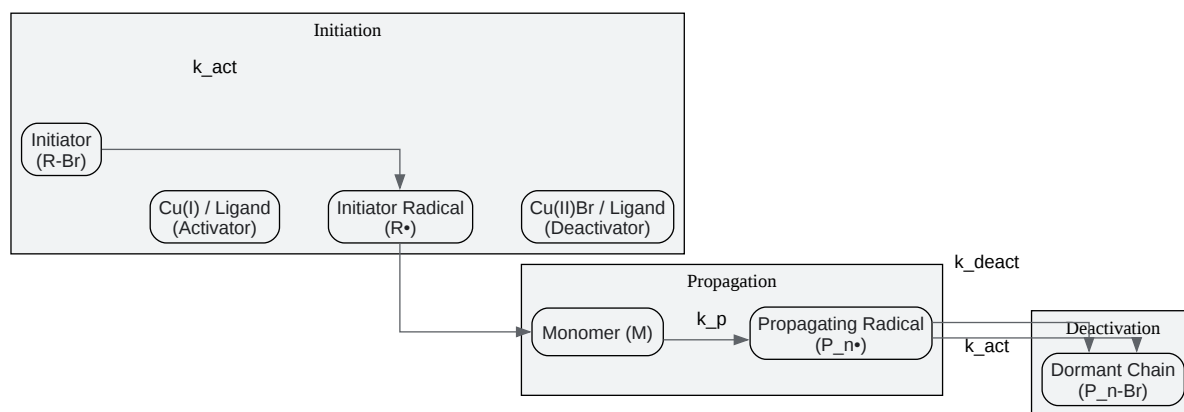 Initiation
k_act
Initiator
(R-Br)
Cu(I) / Ligand
(Activator)
Initiator Radical
(R•)
Cu(II)Br / Ligand
(Deactivator)
Propagation
k_deact
Monomer (M)
k_p
Propagating Radical
(P_n•)
k_act
Deactivation
Dormant Chain
(P_n-Br)